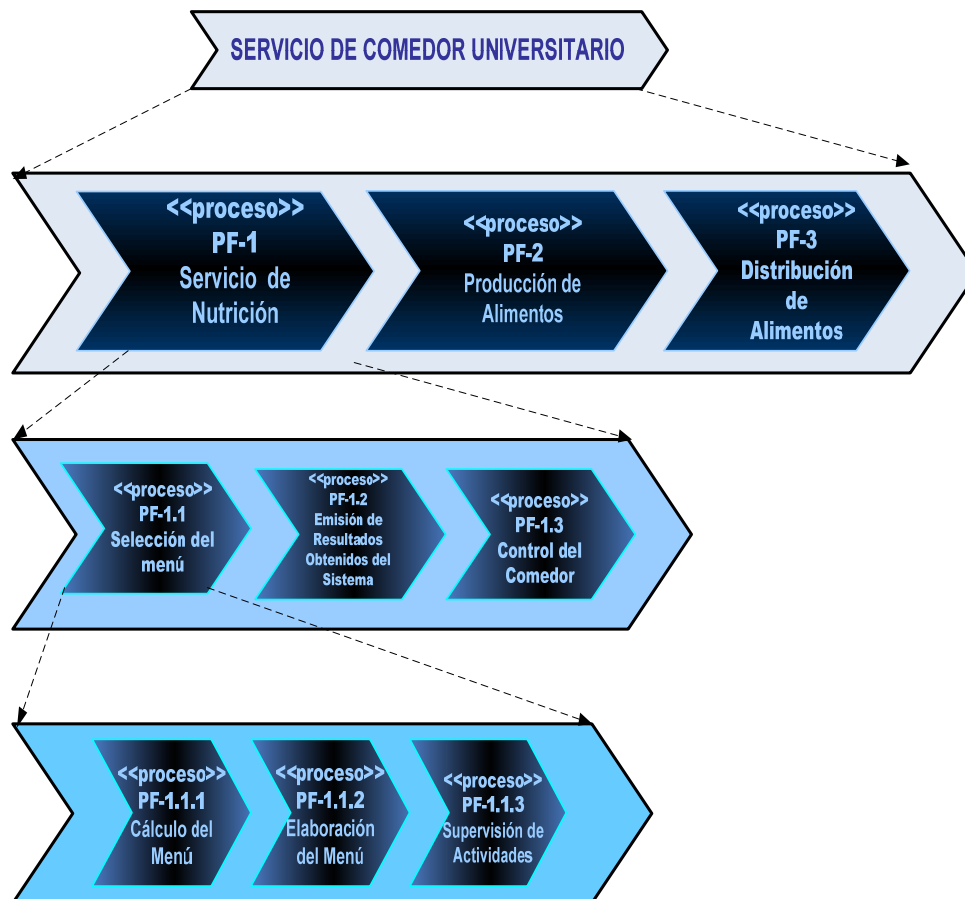 SERVICIO DE COMEDOR UNIVERSITARIO
<<proceso>>
PF-1
Servicio de
Nutrición
<<proceso>>
PF-2
Producción de
Alimentos
<<proceso>>
PF-3
Distribución
de
Alimentos
<<proceso>>
PF-1.1
Selección del
menú
<<proceso>>
PF-1.2
Emisión de
Resultados
Obtenidos del
Sistema
<<proceso>>
PF-1.3
Control del
Comedor
<<proceso>>
PF-1.1.1
Cálculo del
Menú
<<proceso>>
PF-1.1.2
Elaboración
del Menú
<<proceso>>
PF-1.1.3
Supervisión de
Actividades